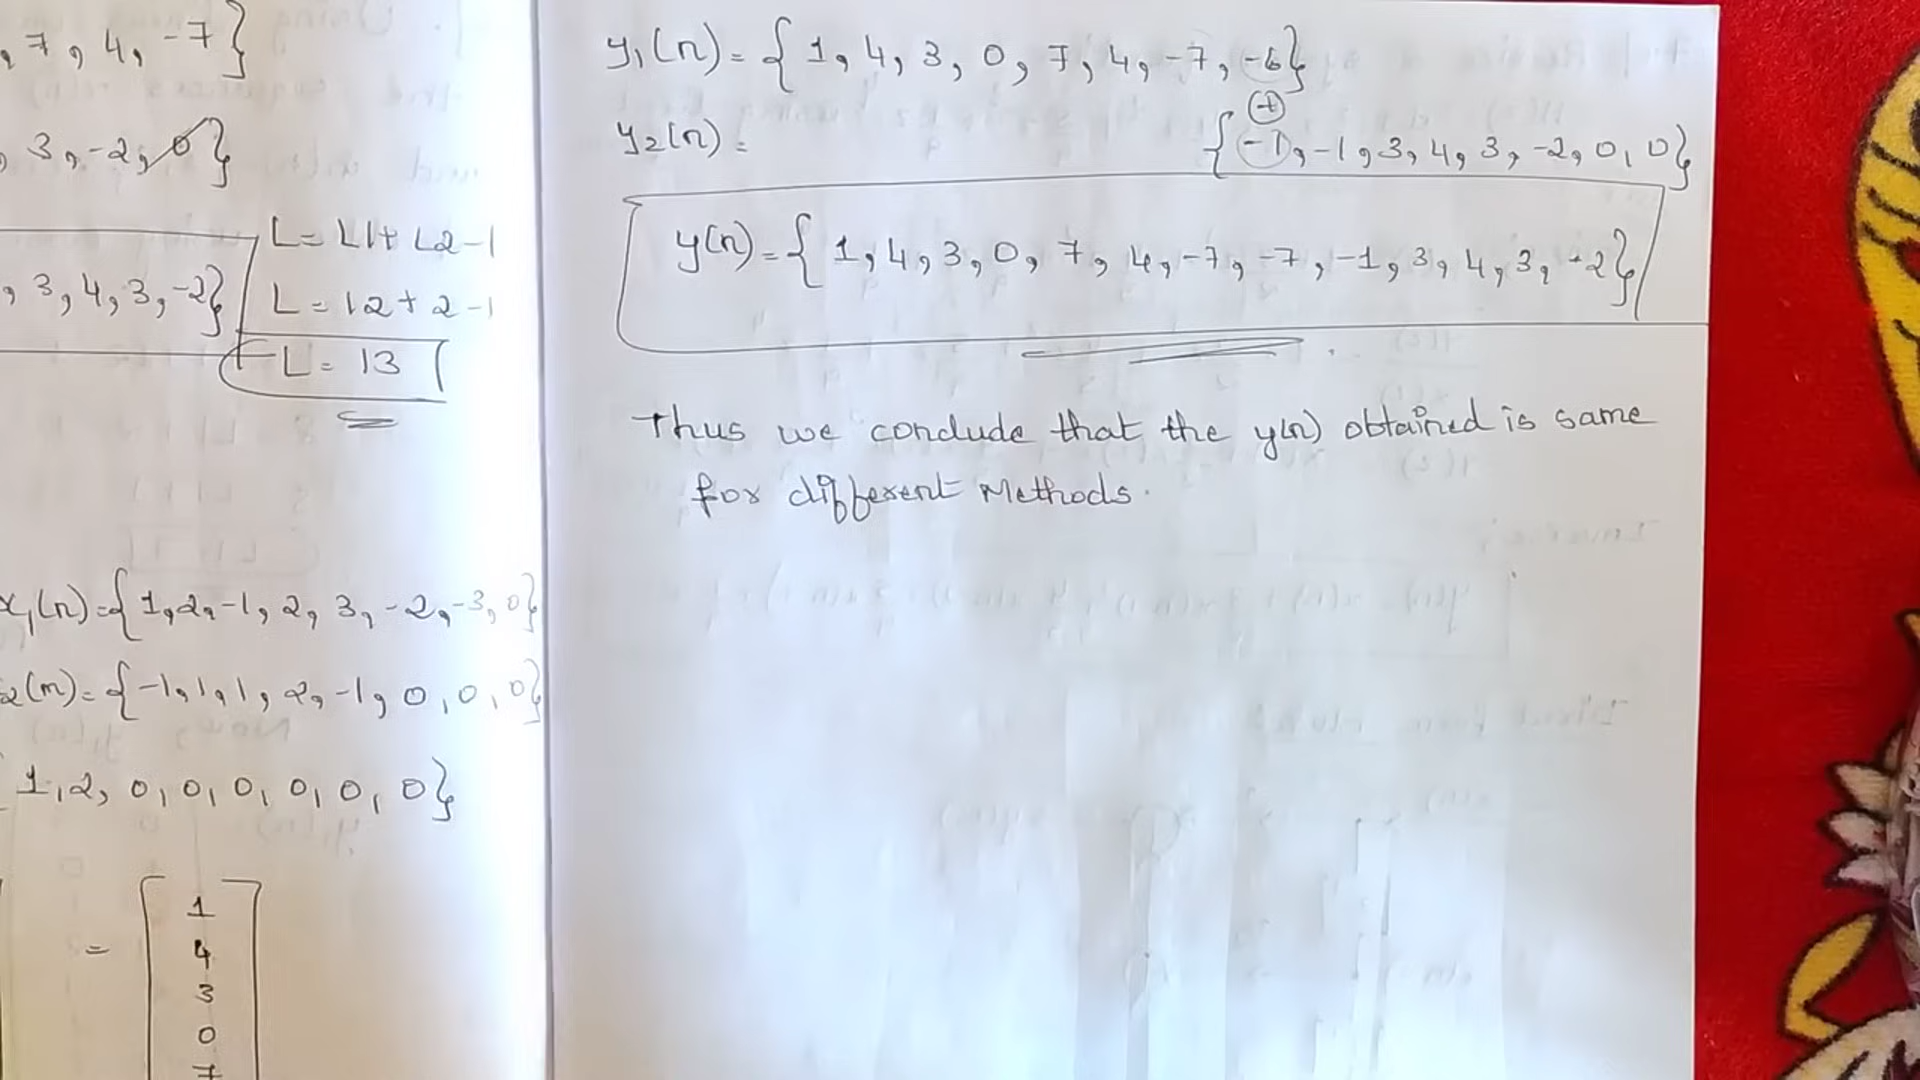 , 7, 4, -7}
, 3, -2, 0}
, 3, 4, 3, -2}
L = L1 + L2 - 1
L = 12 + 2 - 1
L = 13
x1(n) = {1, 2, -1, 2, 3, -2, -3, 0}
2(n) = {-1, 1, 1, 2, -1, 0, 0, 0}
1, 2, 0, 0, 0, 0, 0, 0}
=
1
4
3
0
7
y1(n) = {1, 4, 3, 0, 7, 4, -7, -6}
(+)
y2(n) = {-1, -1, 3, 4, 3, -2, 0, 0}
y(n) = {1, 4, 3, 0, 7, 4, -7, -7, -1, 3, 4, 3, -2}
Thus we conclude that the y(n) obtained is same
for different Methods.